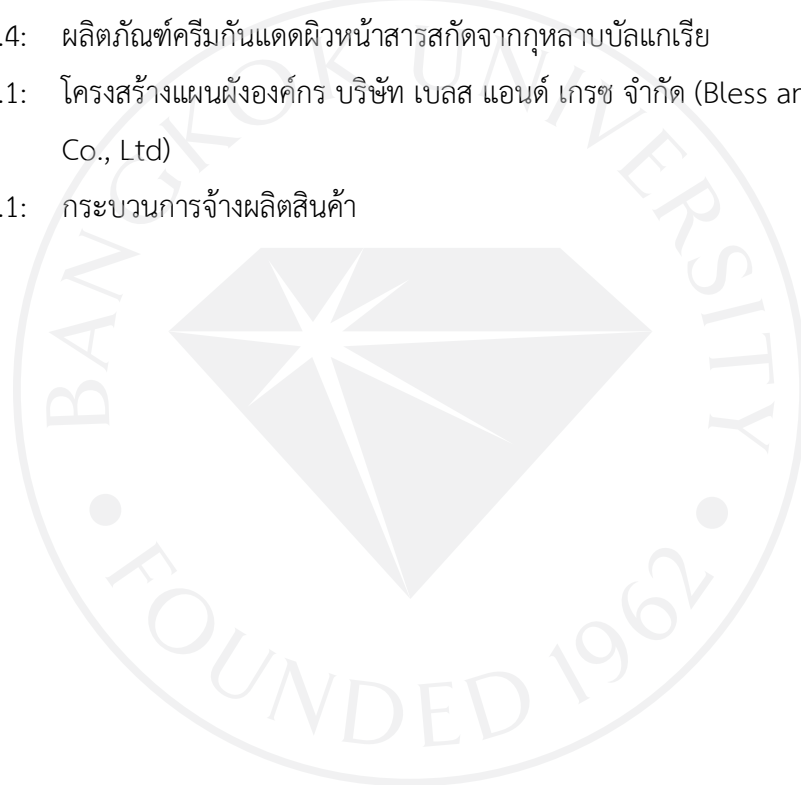 .4: ผลิตภัณฑ์ครีมกันแดดผิวหน้าสารสกัดจากกุหลาบบัลแกเรีย
.1: โครงสร้างแผนผังองค์กร บริษัท เบลส แอนด์ เกรซ จำกัด (Bless an
Co., Ltd)
.1: กระบวนการจ้างผลิตสินค้า
BANGKOK UNIVERSITY
FOUNDED 1962